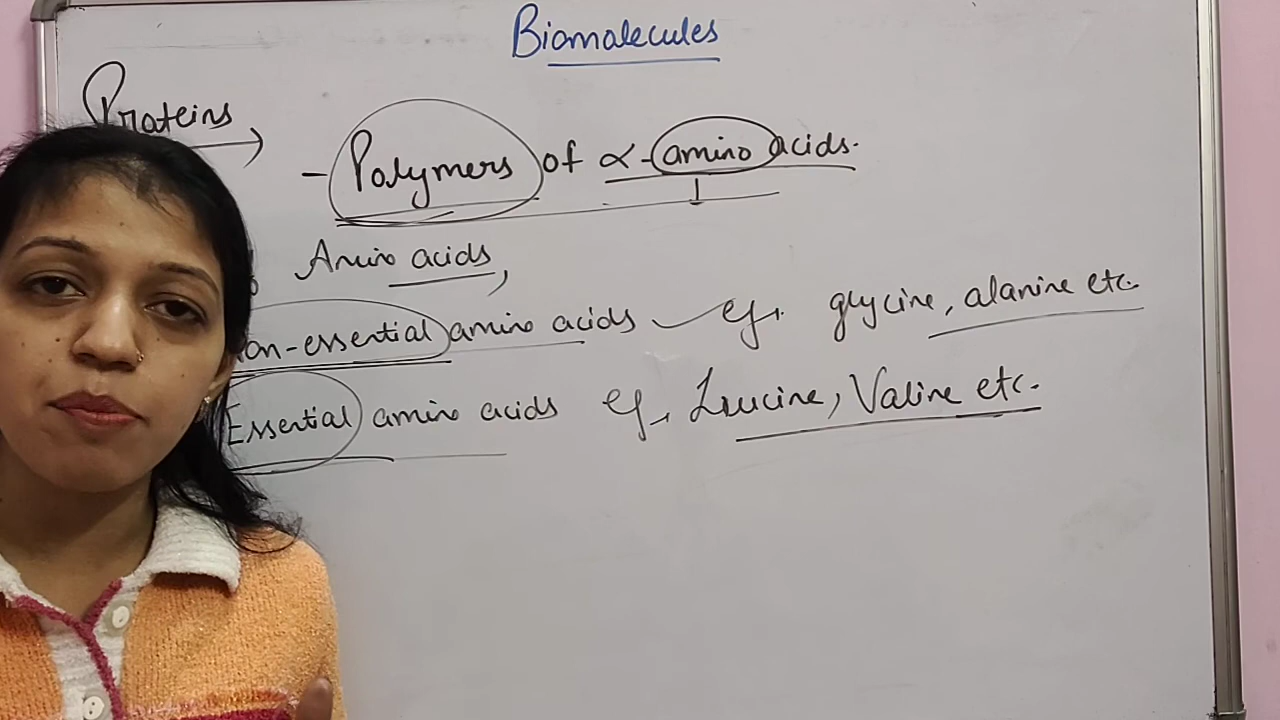 Biomolecules
Proteins
- Polymers of α-amino acids.
Amino acids,
on-essential amino acids eg. glycine, alanine etc.
Essential amino acids eg. Leucine, Valine etc.